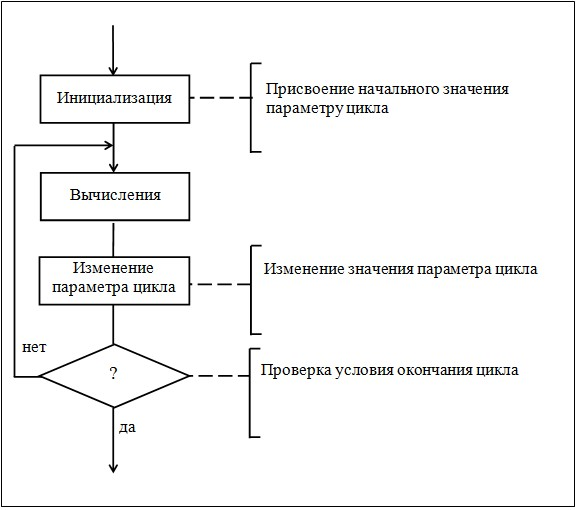 Инициализация
Присвоение начального значения
параметру цикла
Вычисления
Изменение
параметра цикла
Изменение значения параметра цикла
нет
?
Проверка условия окончания цикла
да